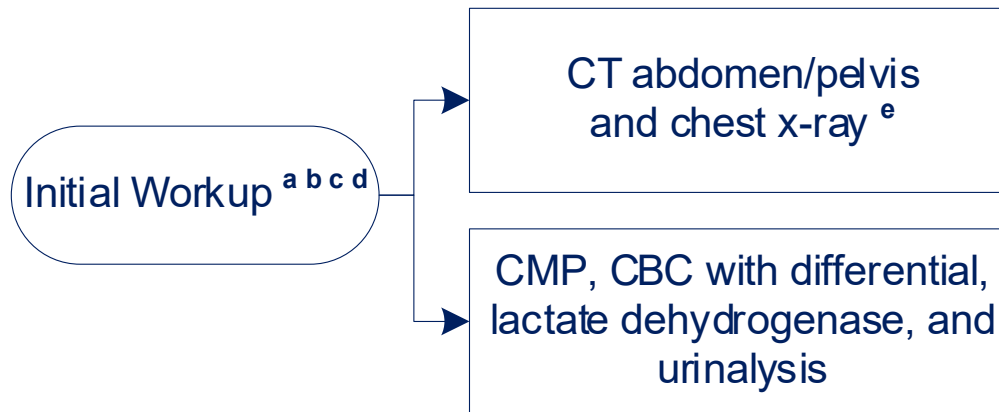 Initial Workup a b c d
CT abdomen/pelvis
and chest x-ray e
CMP, CBC with differential,
lactate dehydrogenase, and
urinalysis